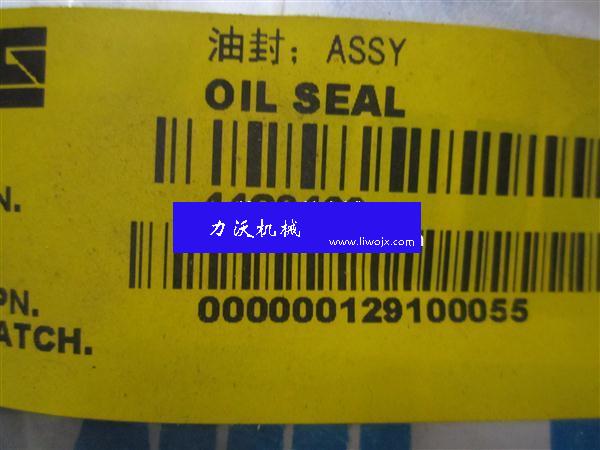 油封；ASSY
OIL SEAL
N.
力沃机械
www.liwojx.com
PN.
000000129100055
ATCH.